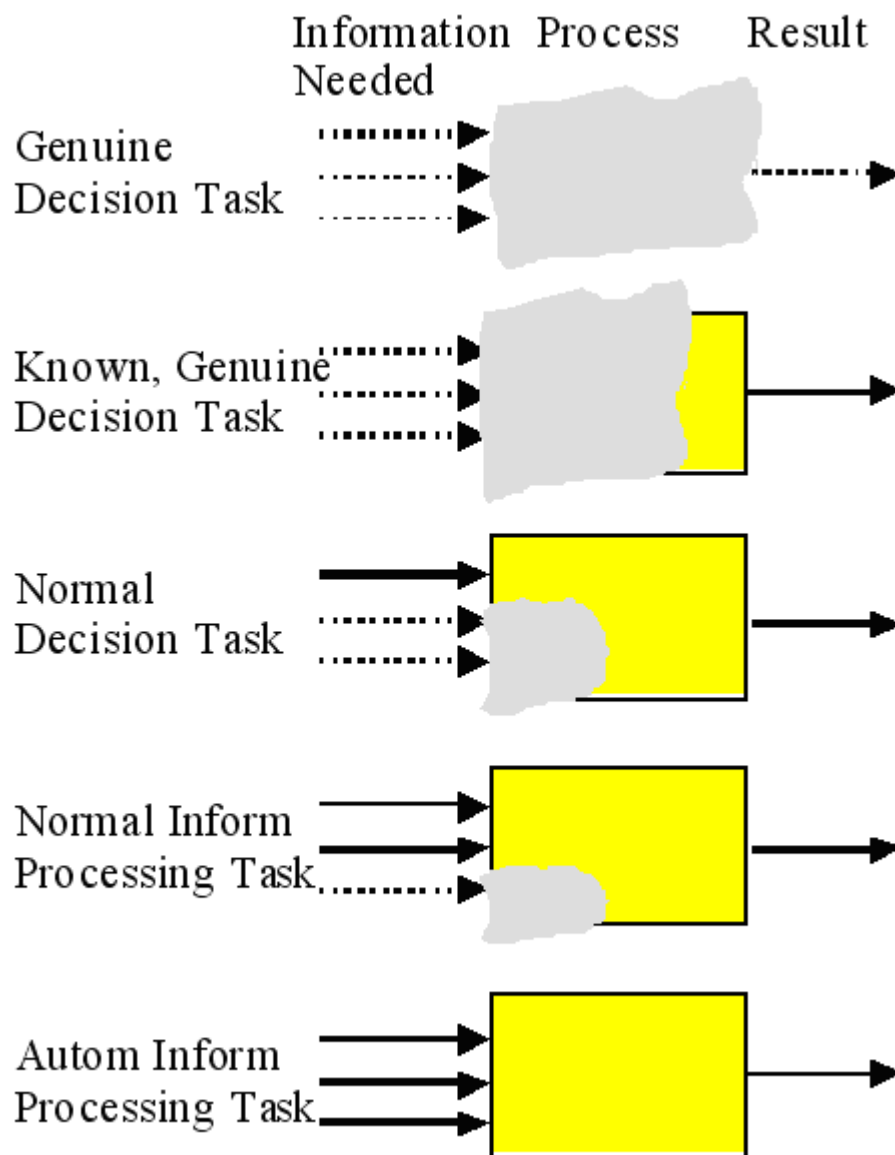 Information Process Result
Needed
Genuine
Decision Task
Known, Genuine
Decision Task
Normal
Decision Task
Normal Inform
Processing Task
Autom Inform
Processing Task